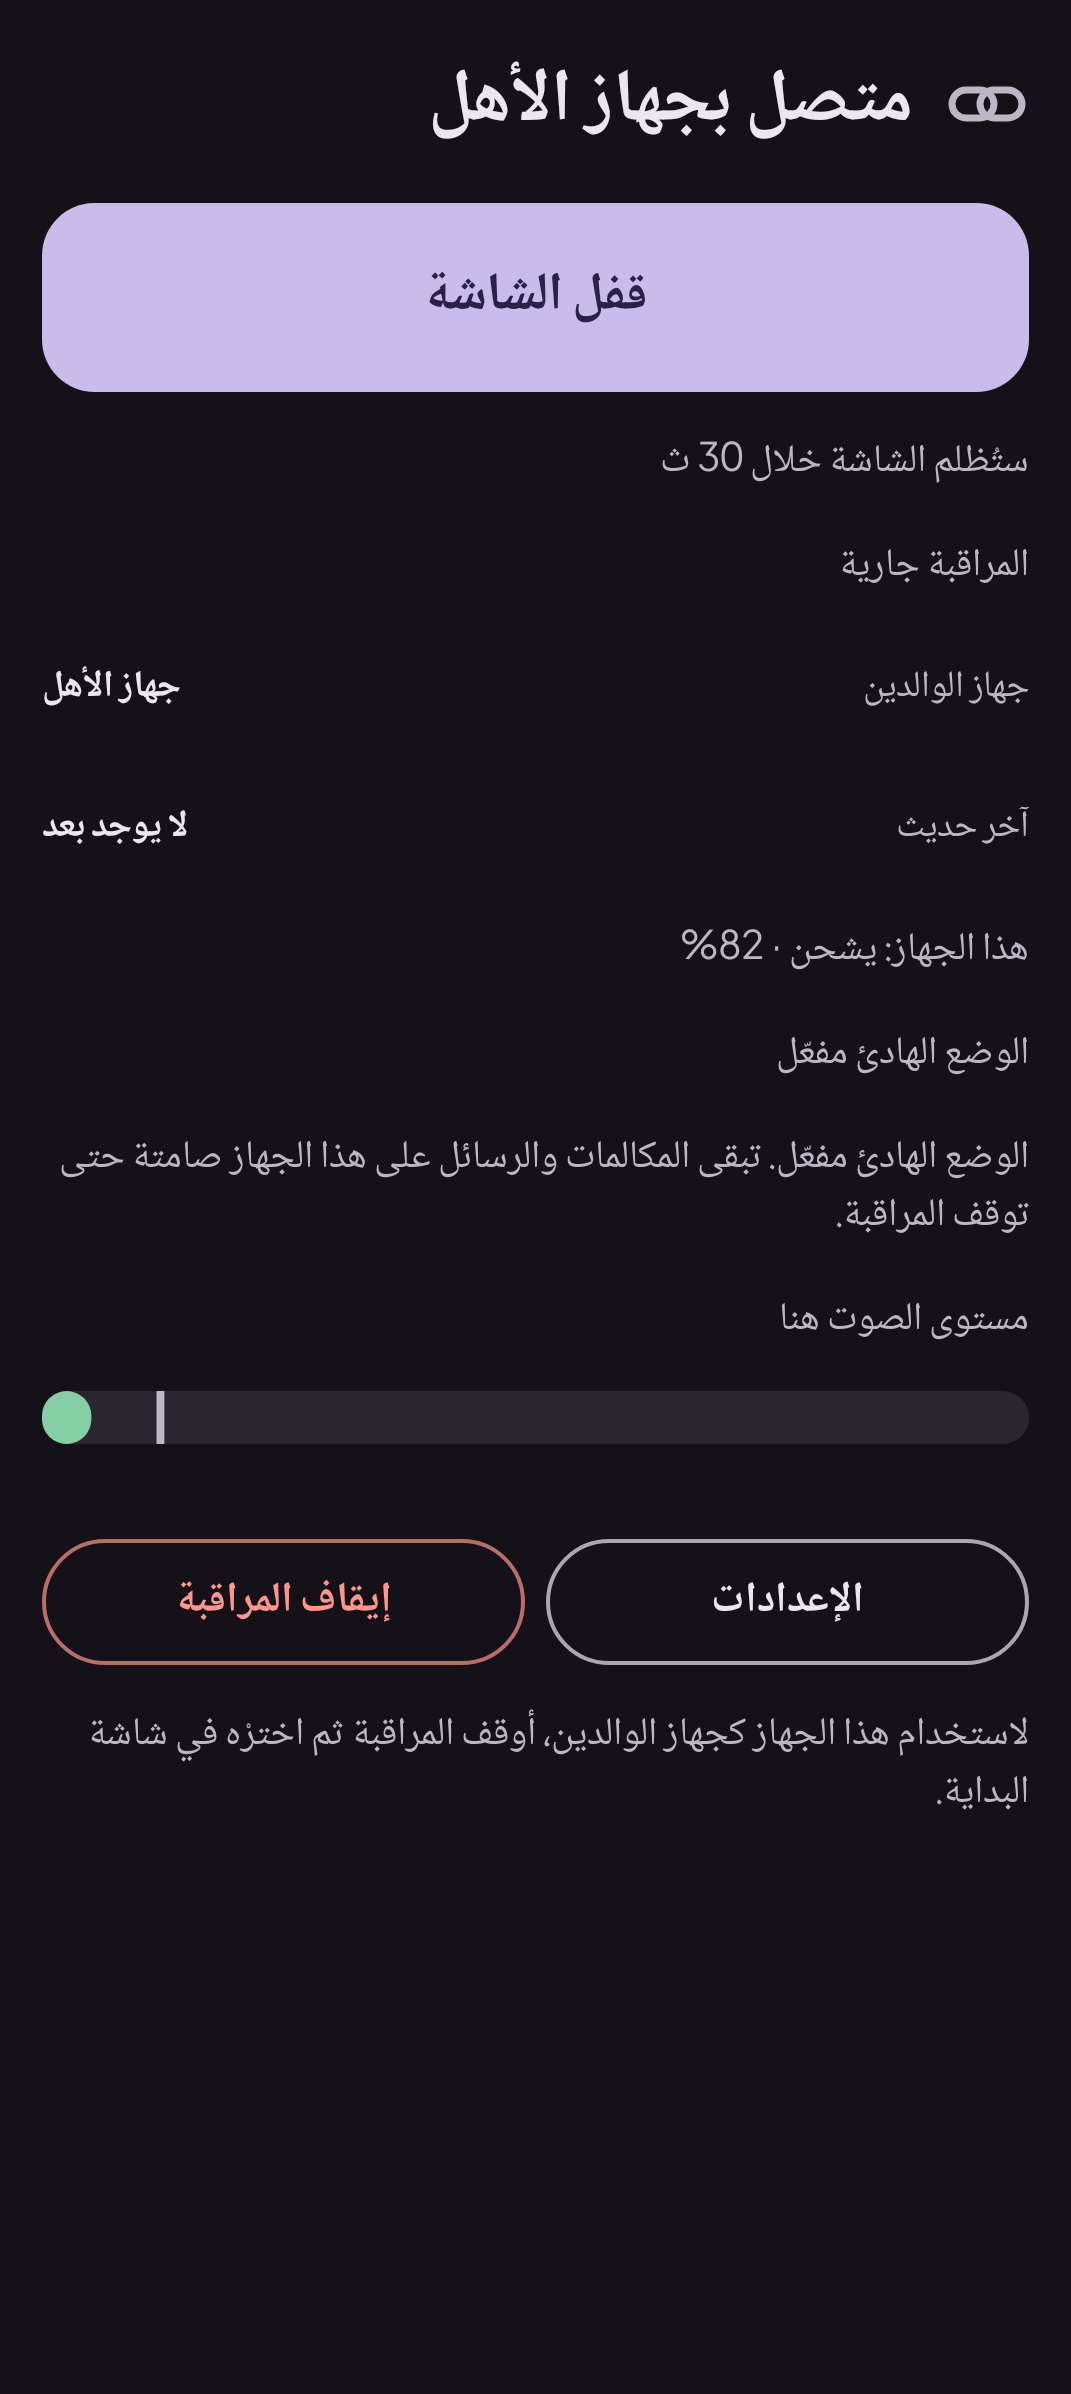 متصل بجهاز الأهل
قفل الشاشة
ستُظلم الشاشة خلال 30 ث
المراقبة جارية
جهاز الوالدين
جهاز الأهل
آخر حديث
لا يوجد بعد
هذا الجهاز: يشحن · 82%
الوضع الهادئ مفعّل
الوضع الهادئ مفعّل. تبقى المكالمات والرسائل على هذا الجهاز صامتة حتى
توقف المراقبة.
مستوى الصوت هنا
الإعدادات
إيقاف المراقبة
لاستخدام هذا الجهاز كجهاز الوالدين، أوقف المراقبة ثم اخترْه في شاشة
البداية.